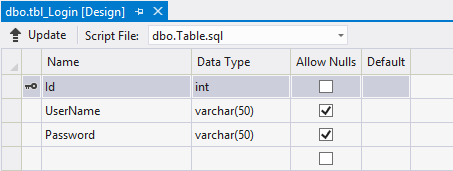 dbo.tbl_Login [Design]
Update Script File: dbo.Table.sql
Name Data Type Allow Nulls Default
Id int
UserName varchar(50)
Password varchar(50)